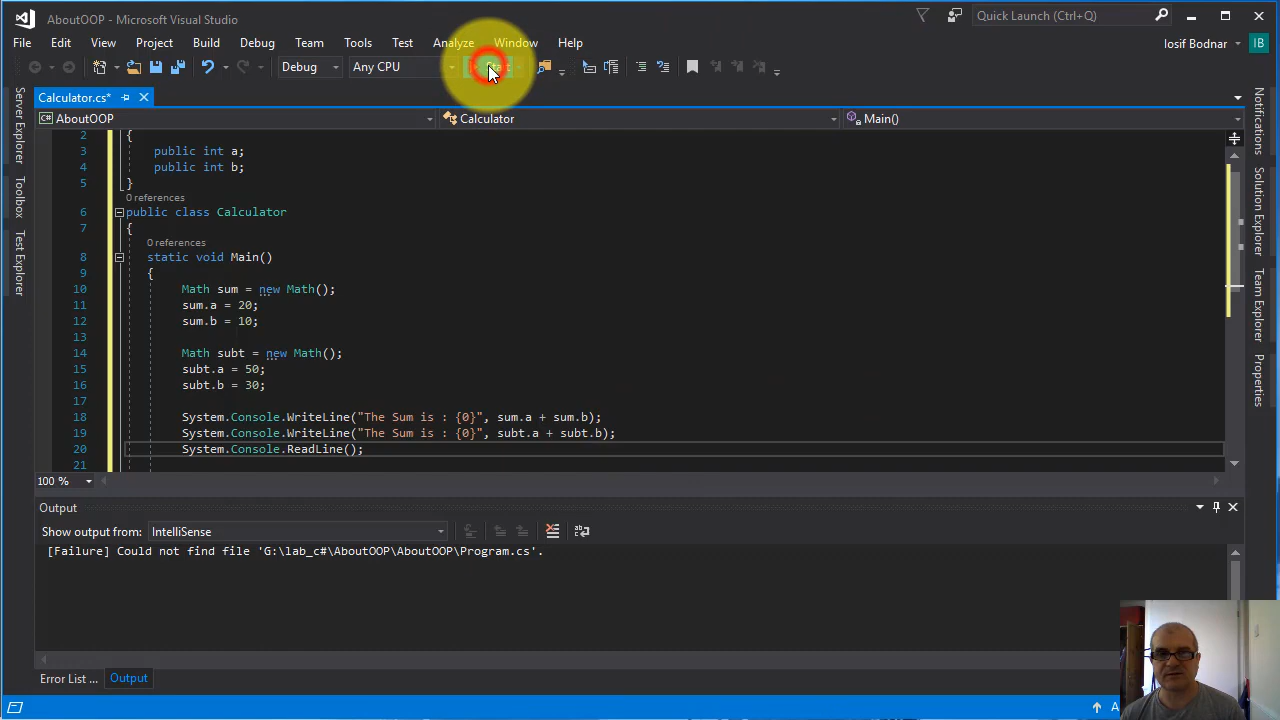 AboutOOP - Microsoft Visual Studio
Quick Launch (Ctrl+Q)
File Edit View Project Build Debug Team Tools Test Analyze Window Help
Iosif Bodnar IB
Debug Any CPU Start
Calculator.cs*
AboutOOP Calculator Main()
2 {
3 public int a;
4 public int b;
5 }
0 references
6 public class Calculator
7 {
0 references
8 static void Main()
9 {
10 Math sum = new Math();
11 sum.a = 20;
12 sum.b = 10;
13
14 Math subt = new Math();
15 subt.a = 50;
16 subt.b = 30;
17
18 System.Console.WriteLine("The Sum is : {0}", sum.a + sum.b);
19 System.Console.WriteLine("The Sum is : {0}", subt.a + subt.b);
20 System.Console.ReadLine();
21
100 %
Output
Show output from: IntelliSense
[Failure] Could not find file 'G:\lab_c#\AboutOOP\AboutOOP\Program.cs'.
Error List ... Output
Server Explorer
Toolbox
Test Explorer
Notifications
Solution Explorer
Team Explorer
Properties